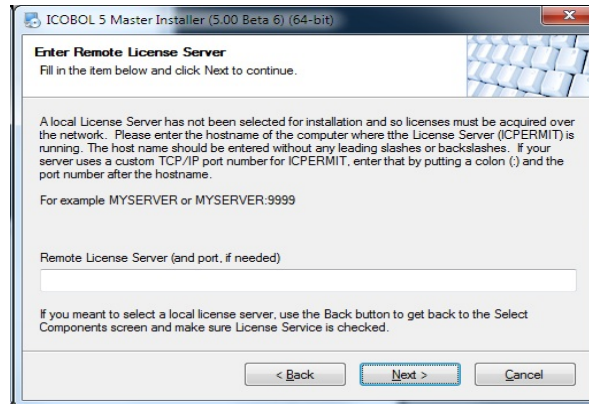 ICOBOL 5 Master Installer (5.00 Beta 6) (64-bit)
Enter Remote License Server
Fill in the item below and click Next to continue.
A local License Server has not been selected for installation and so licenses must be acquired over
the network. Please enter the hostname of the computer where tthe License Server (ICPERMIT) is
running. The host name should be entered without any leading slashes or backslashes. If your
server uses a custom TCP/IP port number for ICPERMIT, enter that by putting a colon (:) and the
port number after the hostname.
For example MYSERVER or MYSERVER:9999
Remote License Server (and port, if needed)
If you meant to select a local license server, use the Back button to get back to the Select
Components screen and make sure License Service is checked.
< Back Next > Cancel